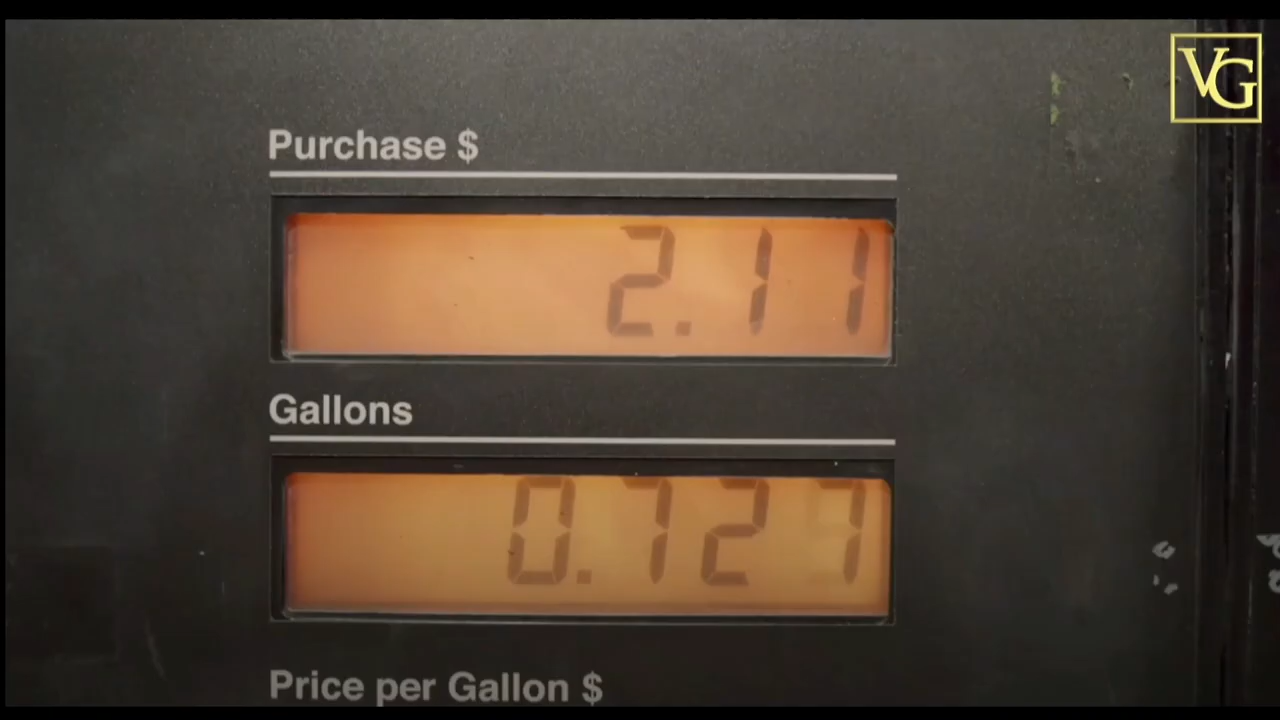 VG
Purchase $
2.11
Gallons
0.727
Price per Gallon $